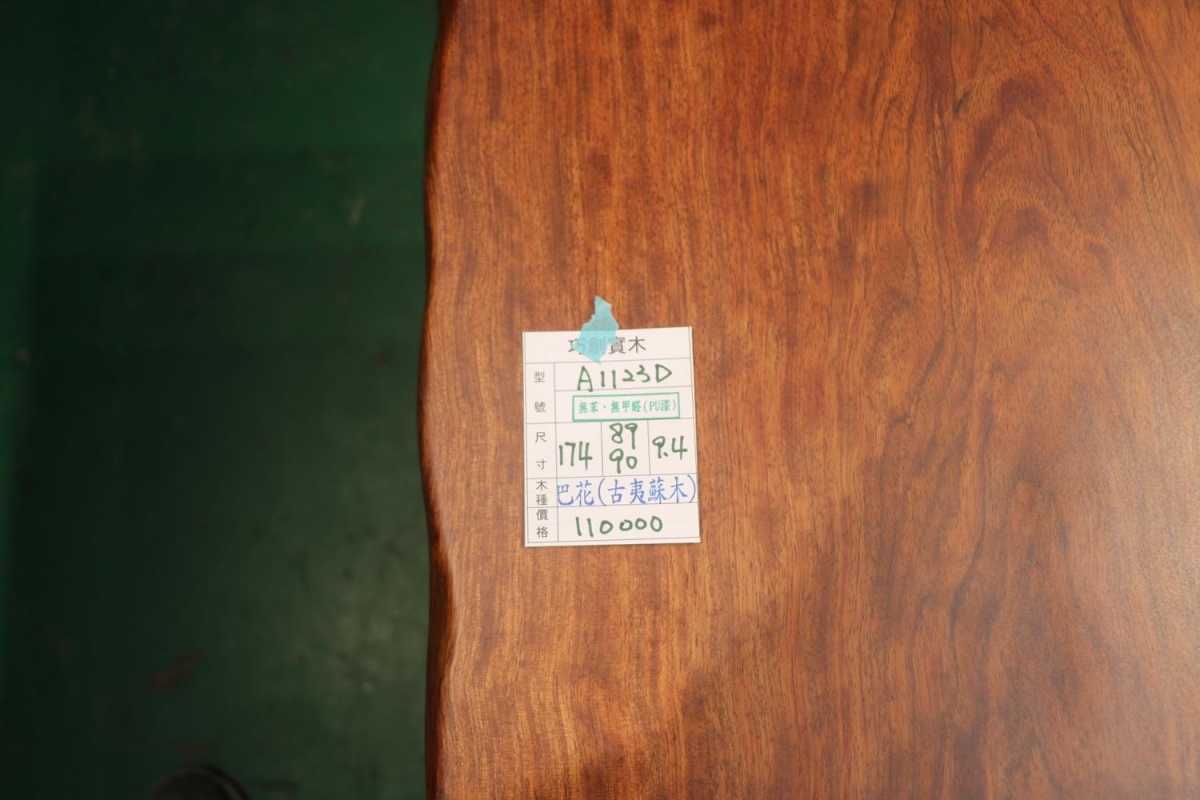 巧創實木
型號 A1123D
無苯、無甲醛(PU漆)
尺寸 174 89 90 9.4
木種 巴花(古夷蘇木)
價格 110000